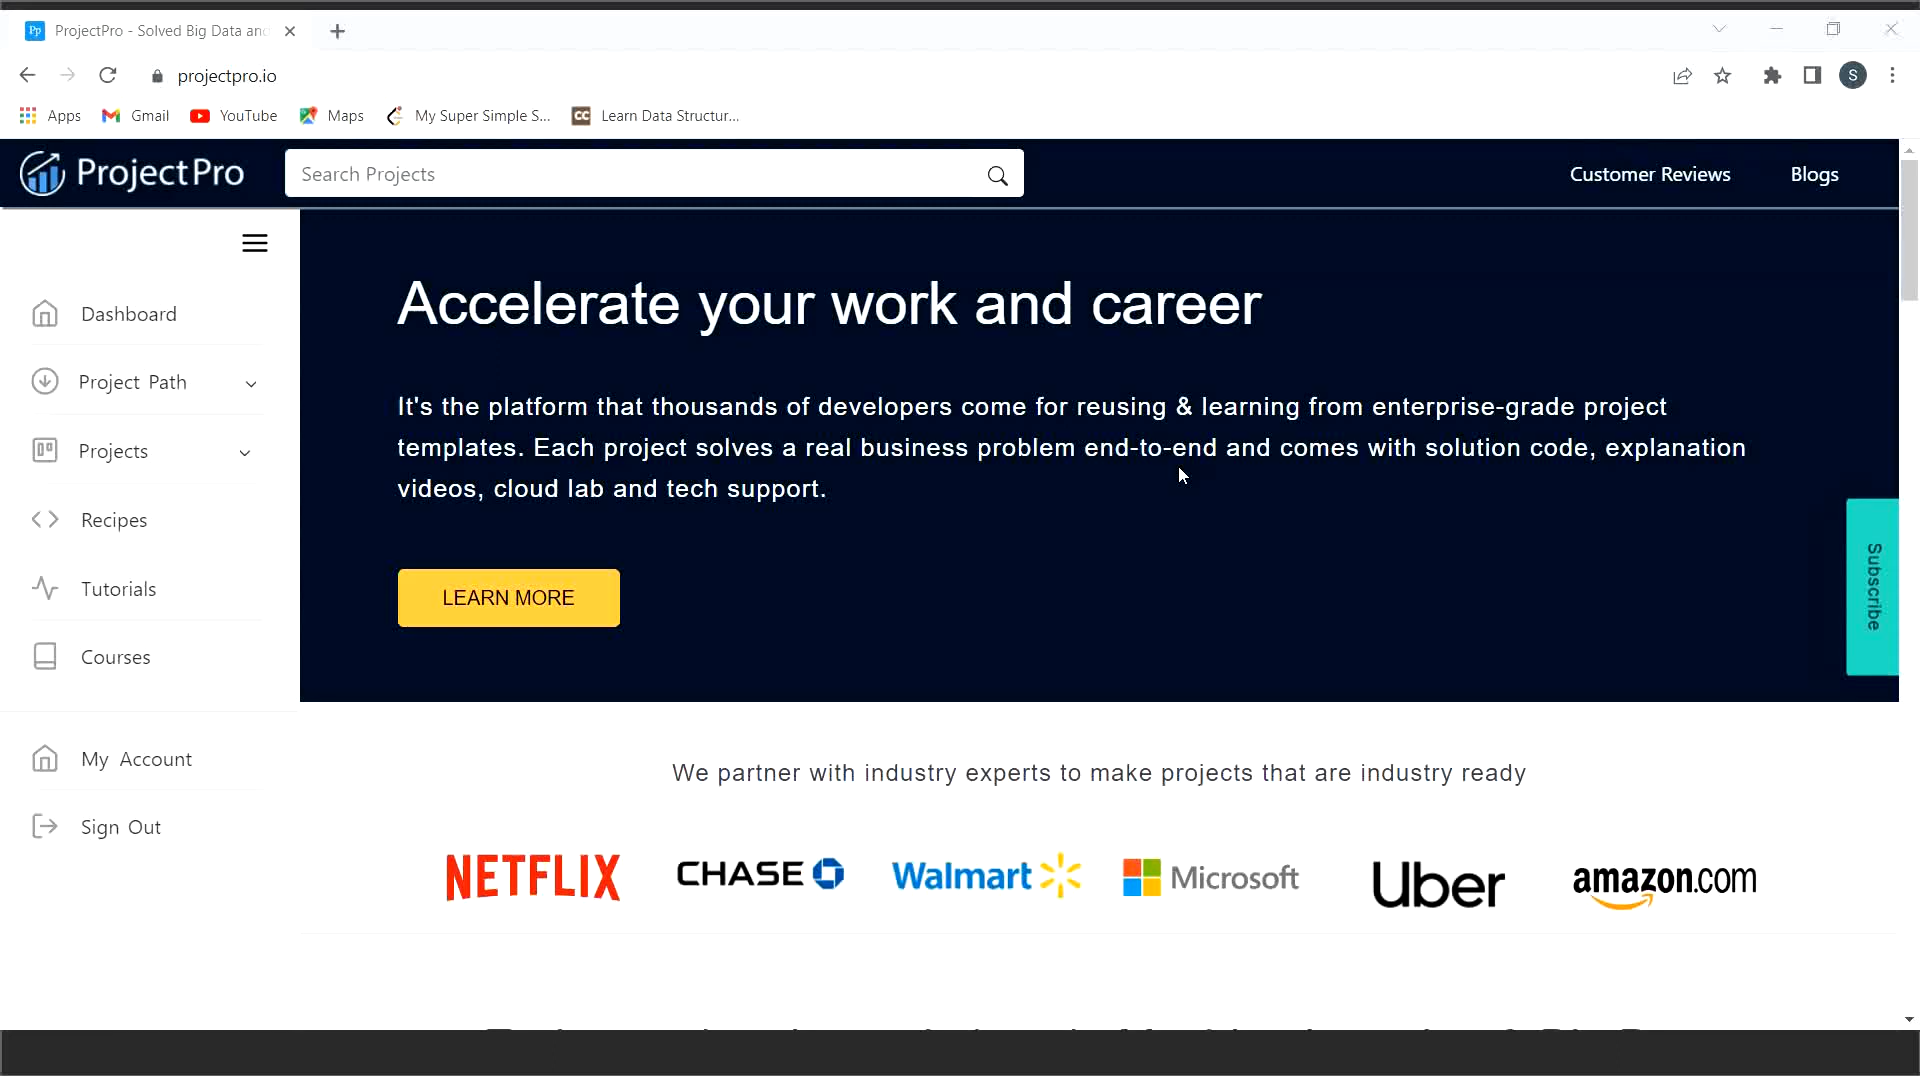 Pp ProjectPro - Solved Big Data and
projectpro.io
S
Apps Gmail YouTube Maps My Super Simple S... CC Learn Data Structur...
ProjectPro
Search Projects
Customer Reviews
Blogs
Dashboard
Project Path
Projects
Recipes
Tutorials
Courses
My Account
Sign Out
Accelerate your work and career
It's the platform that thousands of developers come for reusing & learning from enterprise-grade project
templates. Each project solves a real business problem end-to-end and comes with solution code, explanation
videos, cloud lab and tech support.
LEARN MORE
Subscribe
We partner with industry experts to make projects that are industry ready
NETFLIX CHASE Walmart Microsoft Uber amazon.com